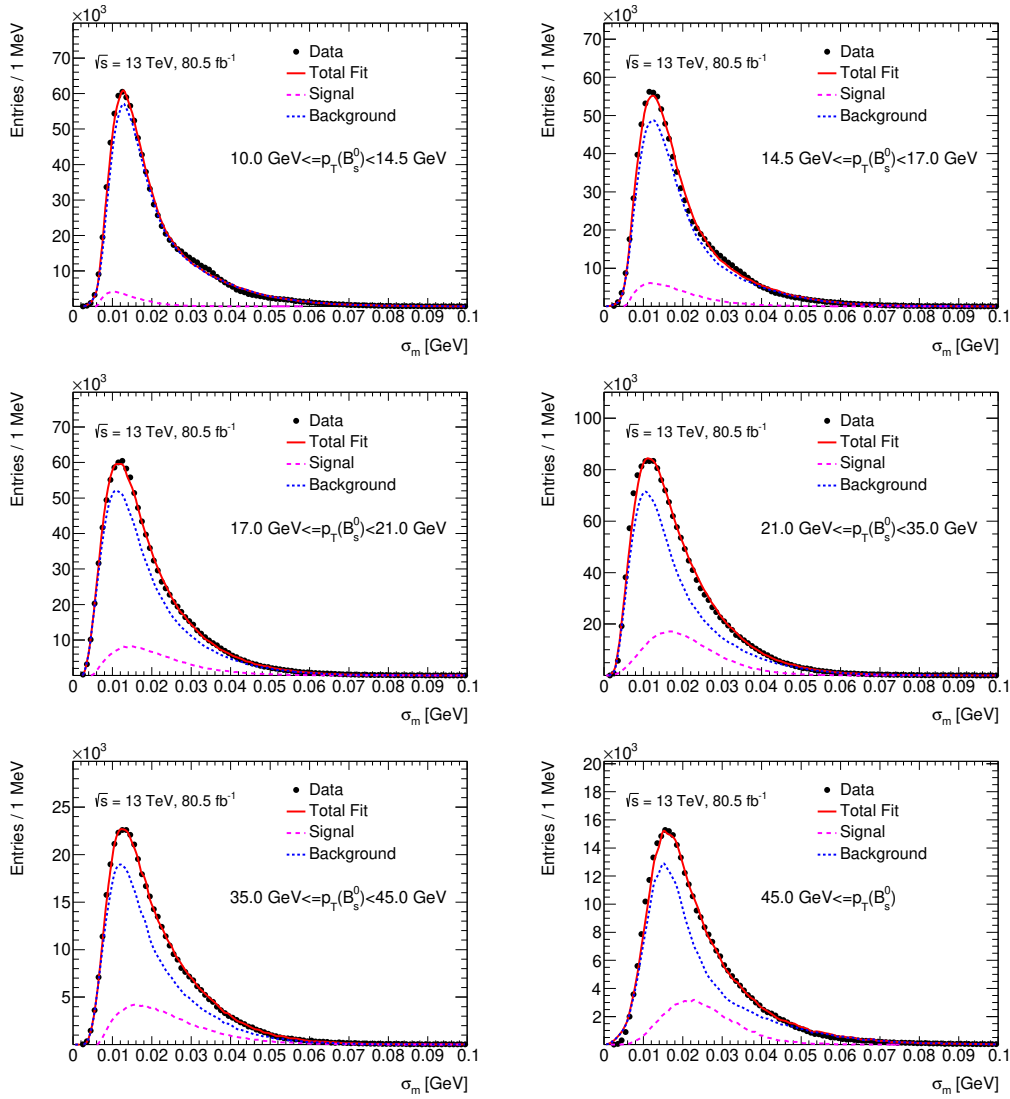 ×10³
Entries / 1 MeV
80
70
60
50
40
30
20
10
√s = 13 TeV, 80.5 fb⁻¹
Data
Total Fit
Signal
Background
10.0 GeV<=p_T(B_s^0)<14.5 GeV
0 0.01 0.02 0.03 0.04 0.05 0.06 0.07 0.08 0.09 0.1
σ_m [GeV]
×10³
Entries / 1 MeV
70
60
50
40
30
20
10
√s = 13 TeV, 80.5 fb⁻¹
Data
Total Fit
Signal
Background
14.5 GeV<=p_T(B_s^0)<17.0 GeV
0 0.01 0.02 0.03 0.04 0.05 0.06 0.07 0.08 0.09 0.1
σ_m [GeV]
×10³
Entries / 1 MeV
80
70
60
50
40
30
20
10
√s = 13 TeV, 80.5 fb⁻¹
Data
Total Fit
Signal
Background
17.0 GeV<=p_T(B_s^0)<21.0 GeV
0 0.01 0.02 0.03 0.04 0.05 0.06 0.07 0.08 0.09 0.1
σ_m [GeV]
×10³
Entries / 1 MeV
100
80
60
40
20
√s = 13 TeV, 80.5 fb⁻¹
Data
Total Fit
Signal
Background
21.0 GeV<=p_T(B_s^0)<35.0 GeV
0 0.01 0.02 0.03 0.04 0.05 0.06 0.07 0.08 0.09 0.1
σ_m [GeV]
×10³
Entries / 1 MeV
25
20
15
10
5
√s = 13 TeV, 80.5 fb⁻¹
Data
Total Fit
Signal
Background
35.0 GeV<=p_T(B_s^0)<45.0 GeV
0 0.01 0.02 0.03 0.04 0.05 0.06 0.07 0.08 0.09 0.1
σ_m [GeV]
×10³
Entries / 1 MeV
20
18
16
14
12
10
8
6
4
2
√s = 13 TeV, 80.5 fb⁻¹
Data
Total Fit
Signal
Background
45.0 GeV<=p_T(B_s^0)
0 0.01 0.02 0.03 0.04 0.05 0.06 0.07 0.08 0.09 0.1
σ_m [GeV]